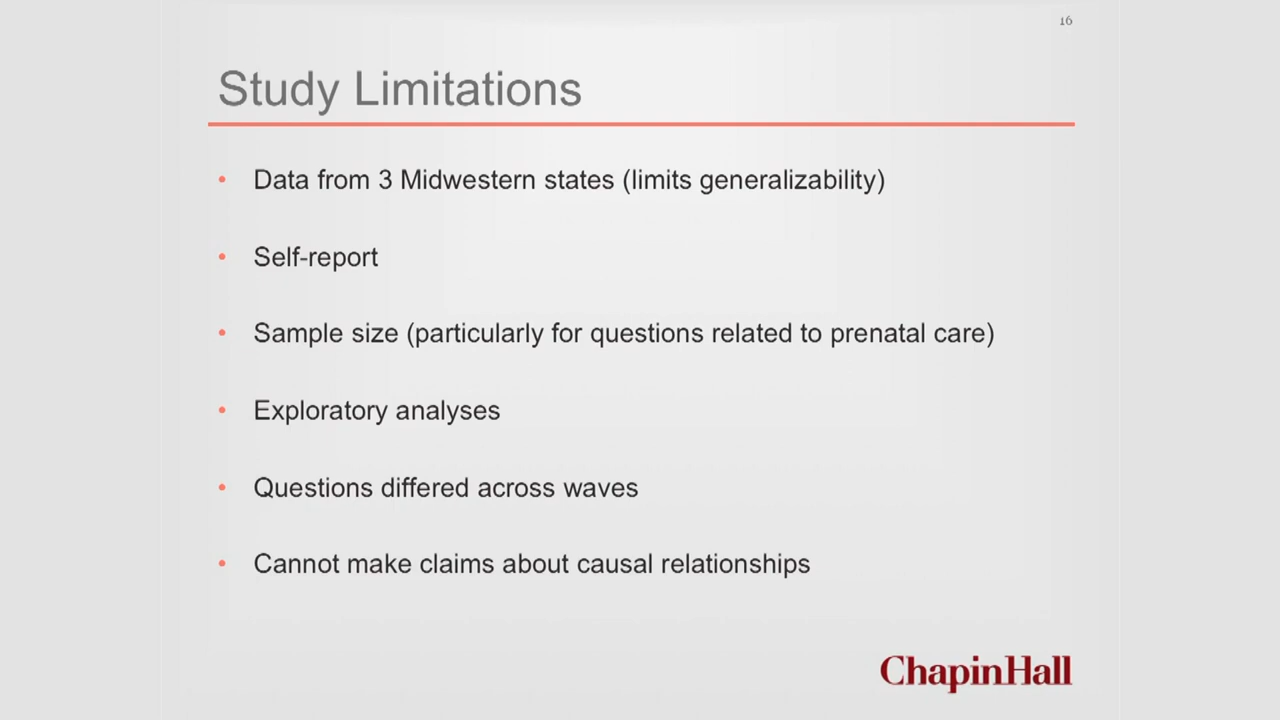 16
Study Limitations
• Data from 3 Midwestern states (limits generalizability)
• Self-report
• Sample size (particularly for questions related to prenatal care)
• Exploratory analyses
• Questions differed across waves
• Cannot make claims about causal relationships
ChapinHall